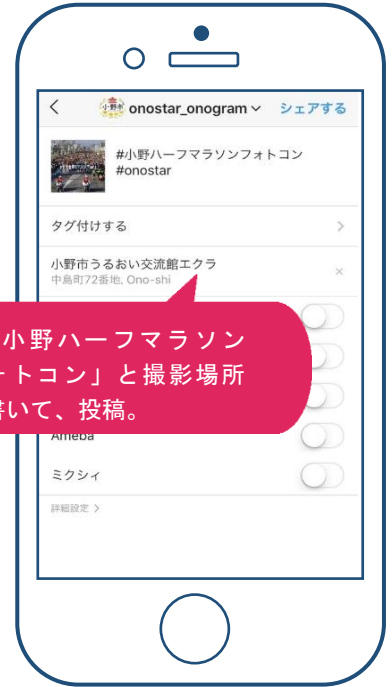 onostar_onogram シェアする
#小野ハーフマラソンフォトコン
#onostar
タグ付けする
小野市うるおい交流館エクラ
中島町72番地, Ono-shi
小野ハーフマラソン
ォトコン」と撮影場所
書いて、投稿。
Ameba
ミクシィ
詳細設定